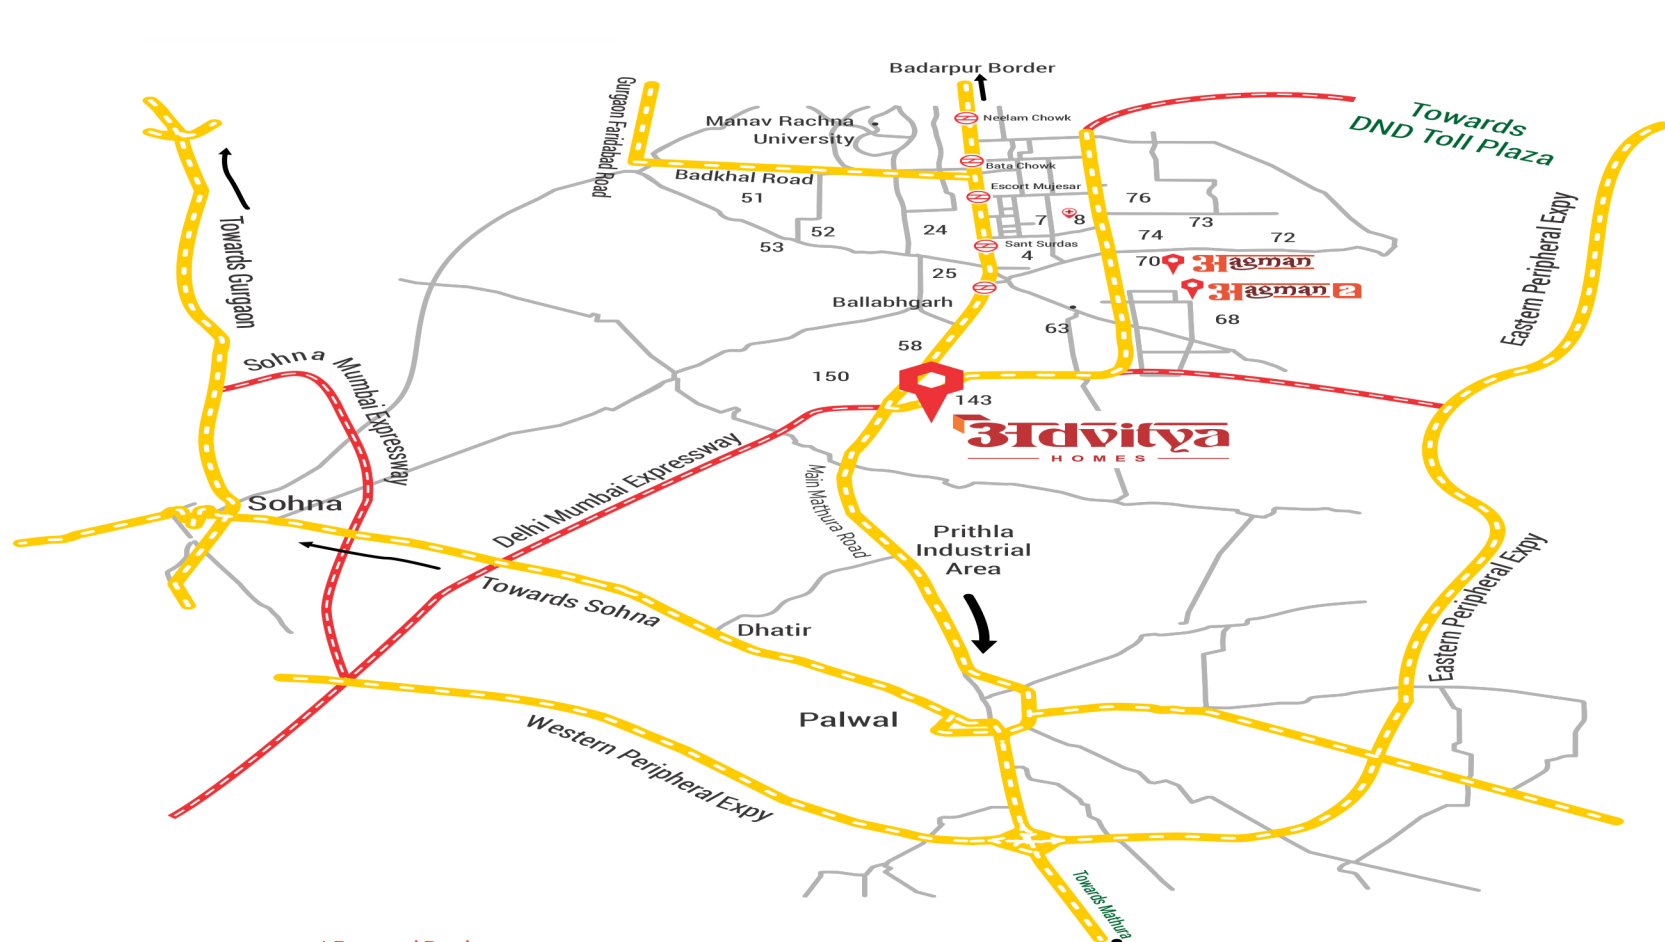 Badarpur Border
Gurgaon Faridabad Road
Manav Rachna
University
Neelam Chowk
Towards
DND Toll Plaza
Bata Chowk
Badkhal Road
Escort Mujesar
51
76
7
8
73
52
24
74
72
53
Sant Surdas
4
Eastern Peripheral Expy
Towards Gurgaon
70
अагman
25
अагman 2
Ballabhgarh
68
63
58
Sohna Mumbai Expressway
150
143
अdvitya
HOMES
Delhi Mumbai Expressway
Main Mathura Road
Sohna
Prithla
Industrial
Area
Eastern Peripheral Expy
Towards Sohna
Dhatir
Palwal
Western Peripheral Expy
Towards Mathura